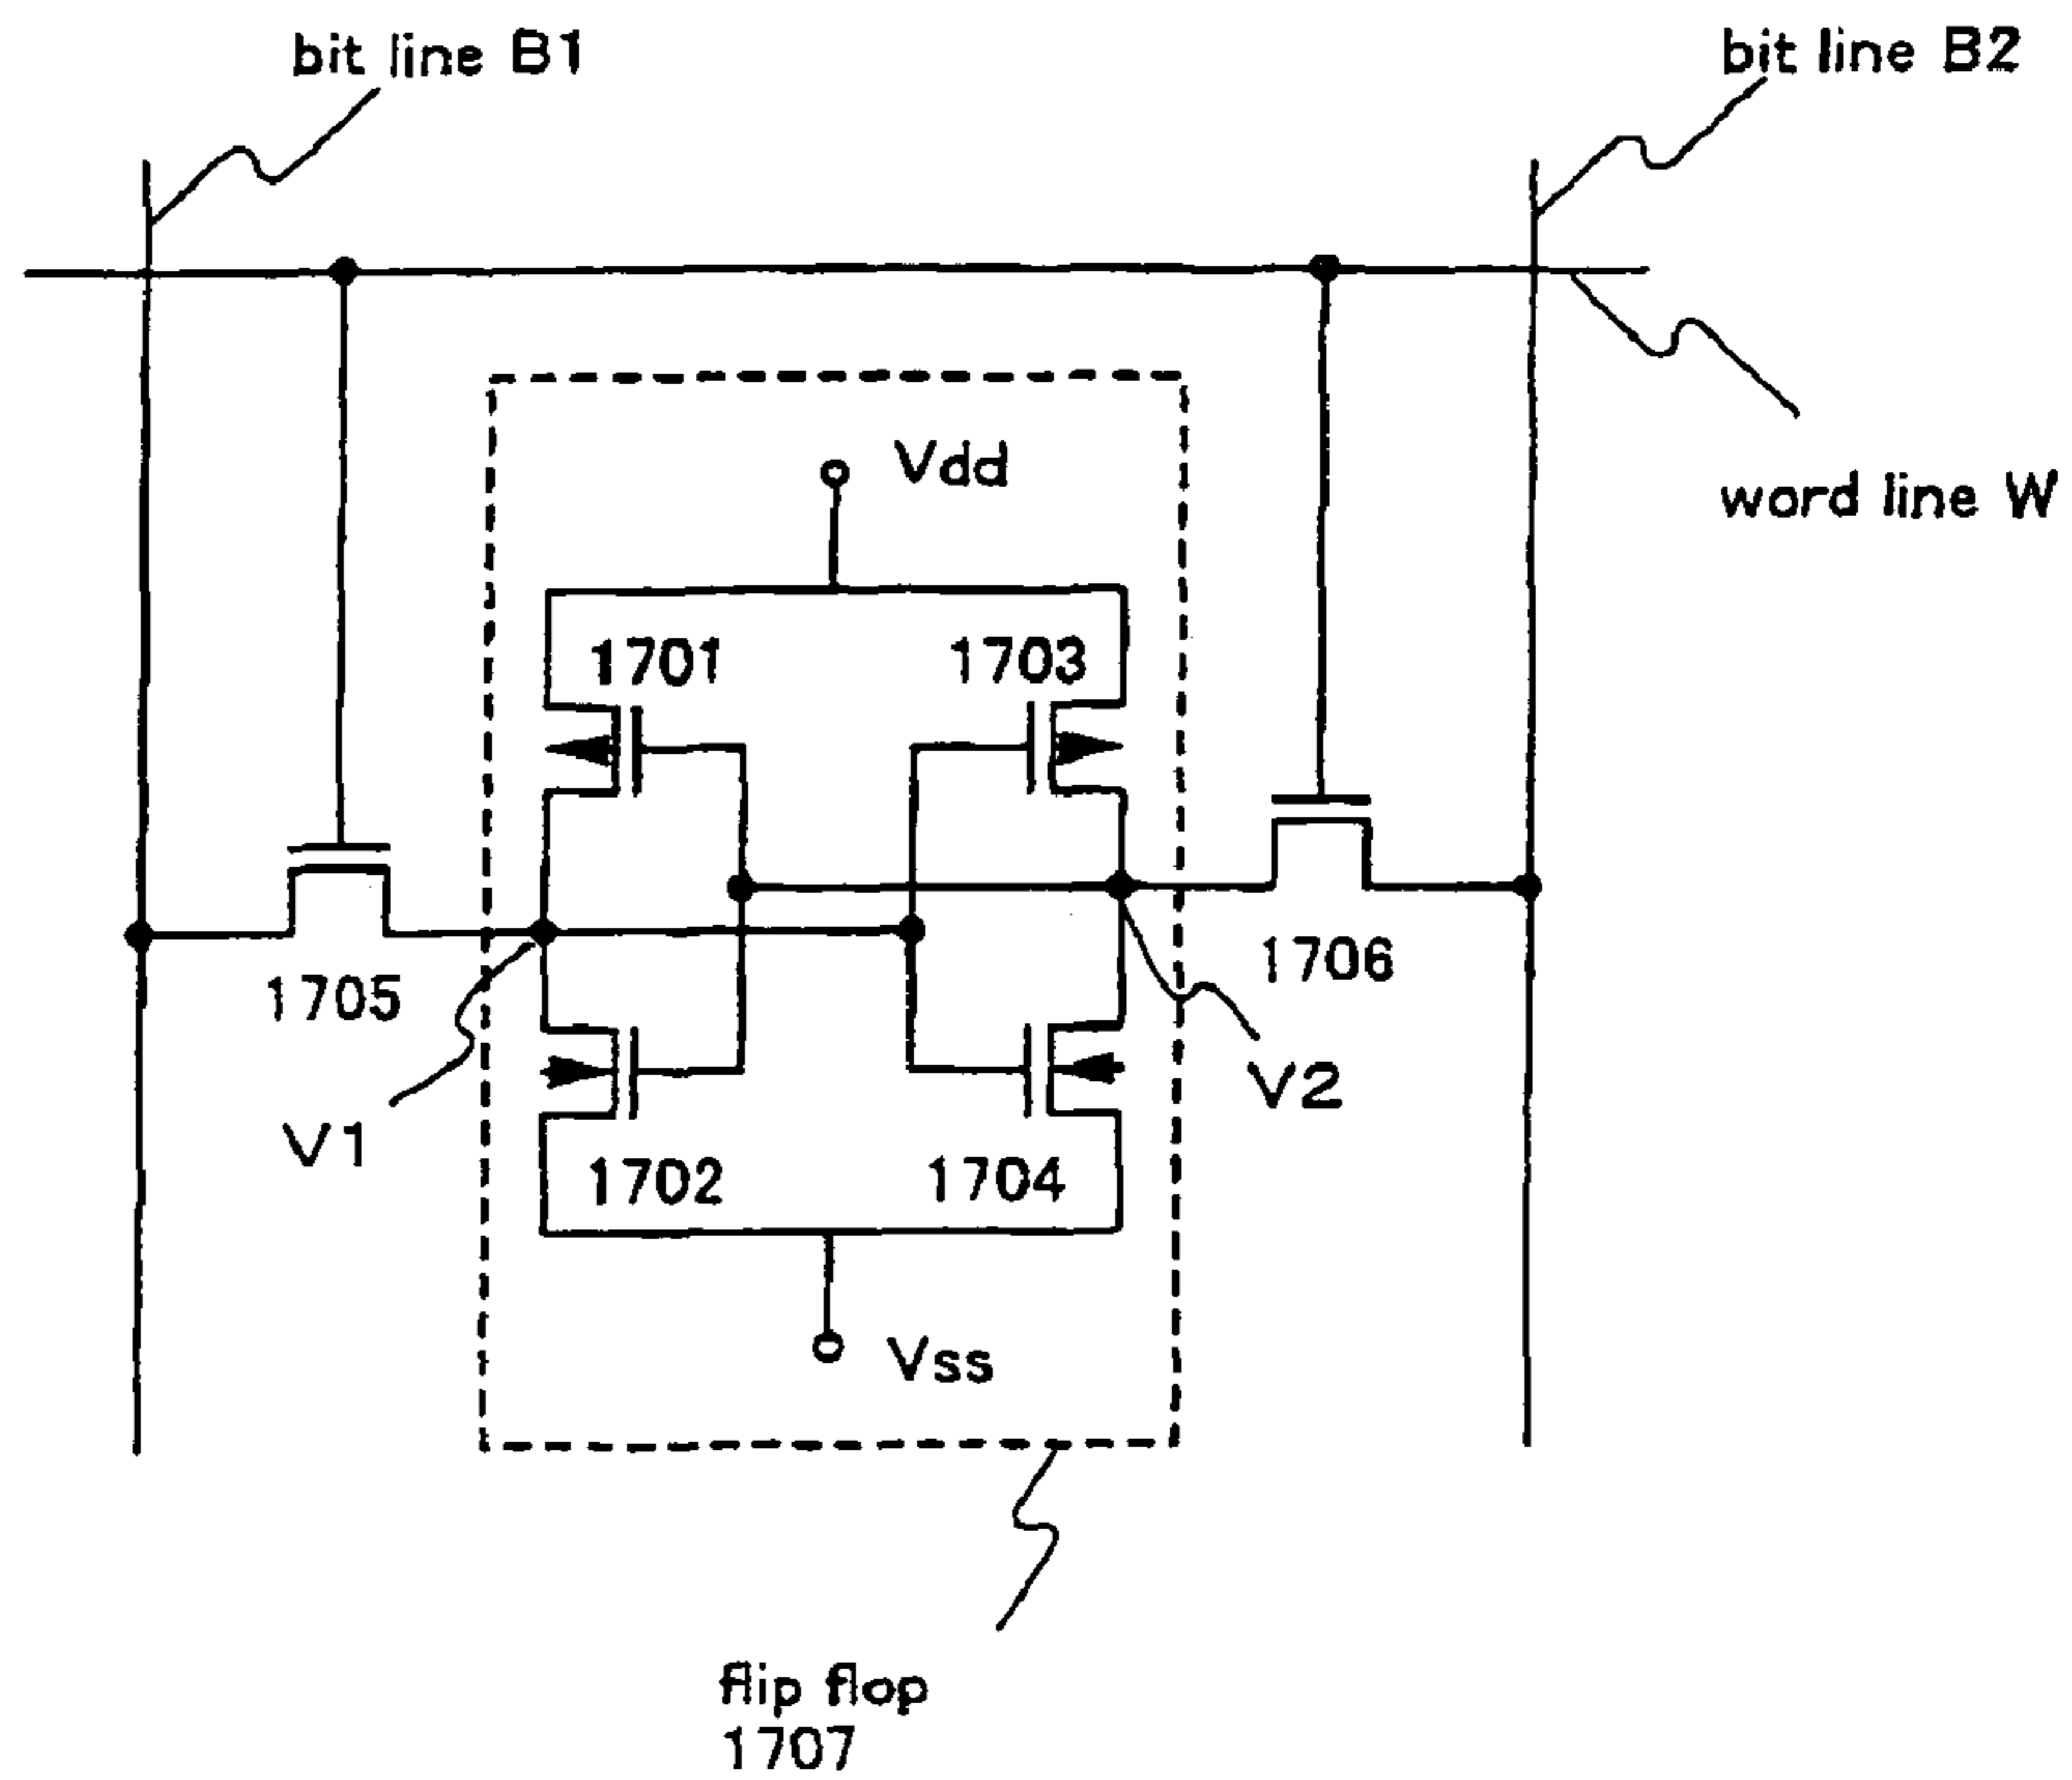 bit line B1
bit line B2
word line W
Vdd
1701
1703
1705
1706
V1
V2
1702
1704
Vss
flip flop
1707